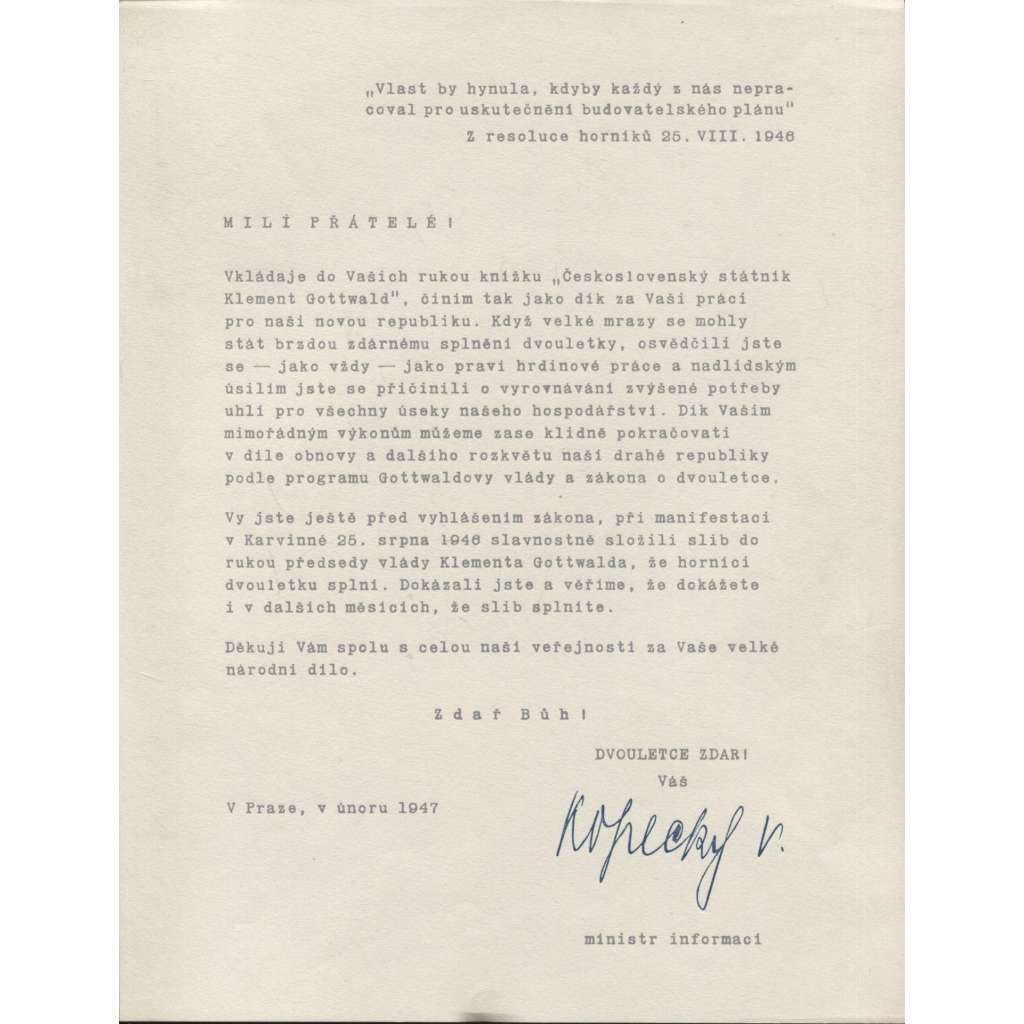 „Vlast by hynula, kdyby každý z nás nepra-
coval pro uskutečnění budovatelského plánu"
Z resoluce horníků 25. VIII. 1946
MILÍ PŘÁTELÉ!
Vkládaje do Vašich rukou knížku „Československý státník
Klement Gottwald", činím tak jako dík za Vaši práci
pro naši novou republiku. Když velké mrazy se mohly
stát brzdou zdárnému splnění dvouletky, osvědčili jste
se — jako vždy — jako praví hrdinové práce a nadlidským
úsilím jste se přičinili o vyrovnávání zvýšené potřeby
uhlí pro všechny úseky našeho hospodářství. Dík Vašim
mimořádným výkonům můžeme zase klidně pokračovati
v díle obnovy a dalšího rozkvětu naší drahé republiky
podle programu Gottwaldovy vlády a zákona o dvouletce.
Vy jste ještě před vyhlášením zákona, při manifestaci
v Karvinné 25. srpna 1946 slavnostně složili slib do
rukou předsedy vlády Klementa Gottwalda, že horníci
dvouletku splní. Dokázali jste a věříme, že dokážete
i v dalších měsících, že slib splníte.
Děkuji Vám spolu s celou naší veřejností za Vaše velké
národní dílo.
Zdař Bůh!
DVOULETCE ZDAR!
Váš
V Praze, v únoru 1947
Kopecký V.
ministr informací